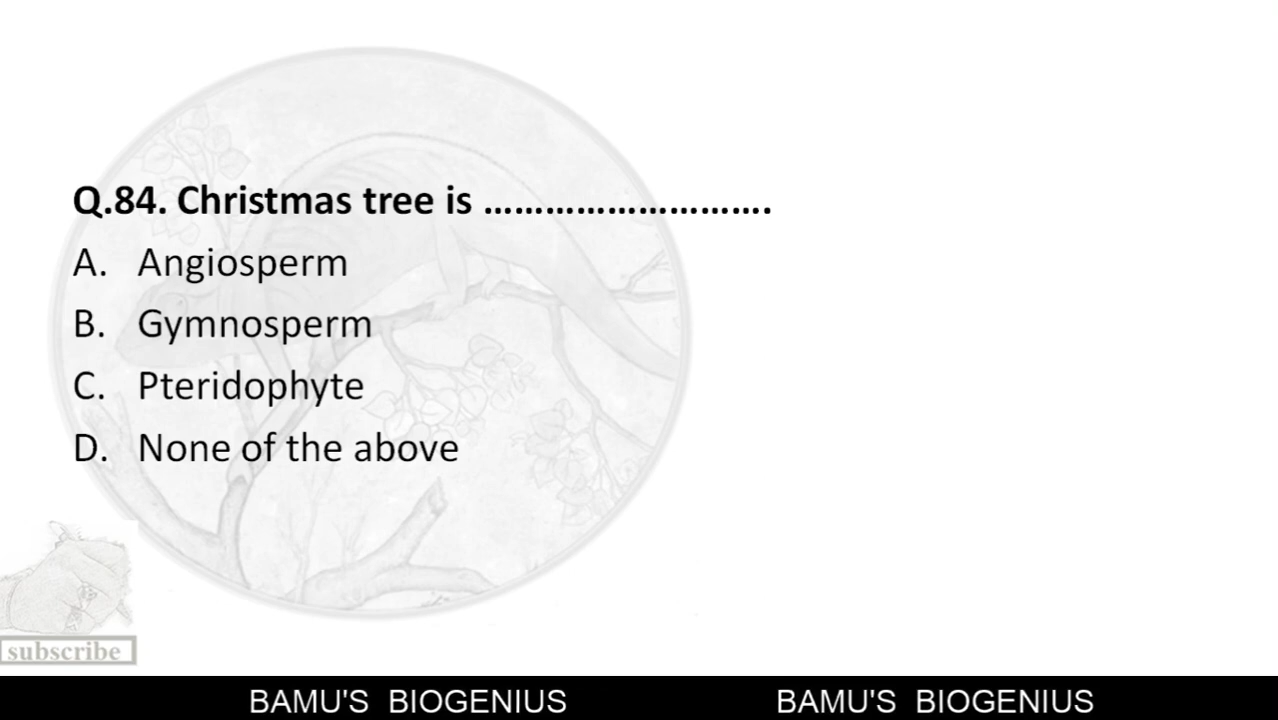 Q.84. Christmas tree is ……………………….
A. Angiosperm
B. Gymnosperm
C. Pteridophyte
D. None of the above
subscribe
BAMU'S BIOGENIUS BAMU'S BIOGENIUS